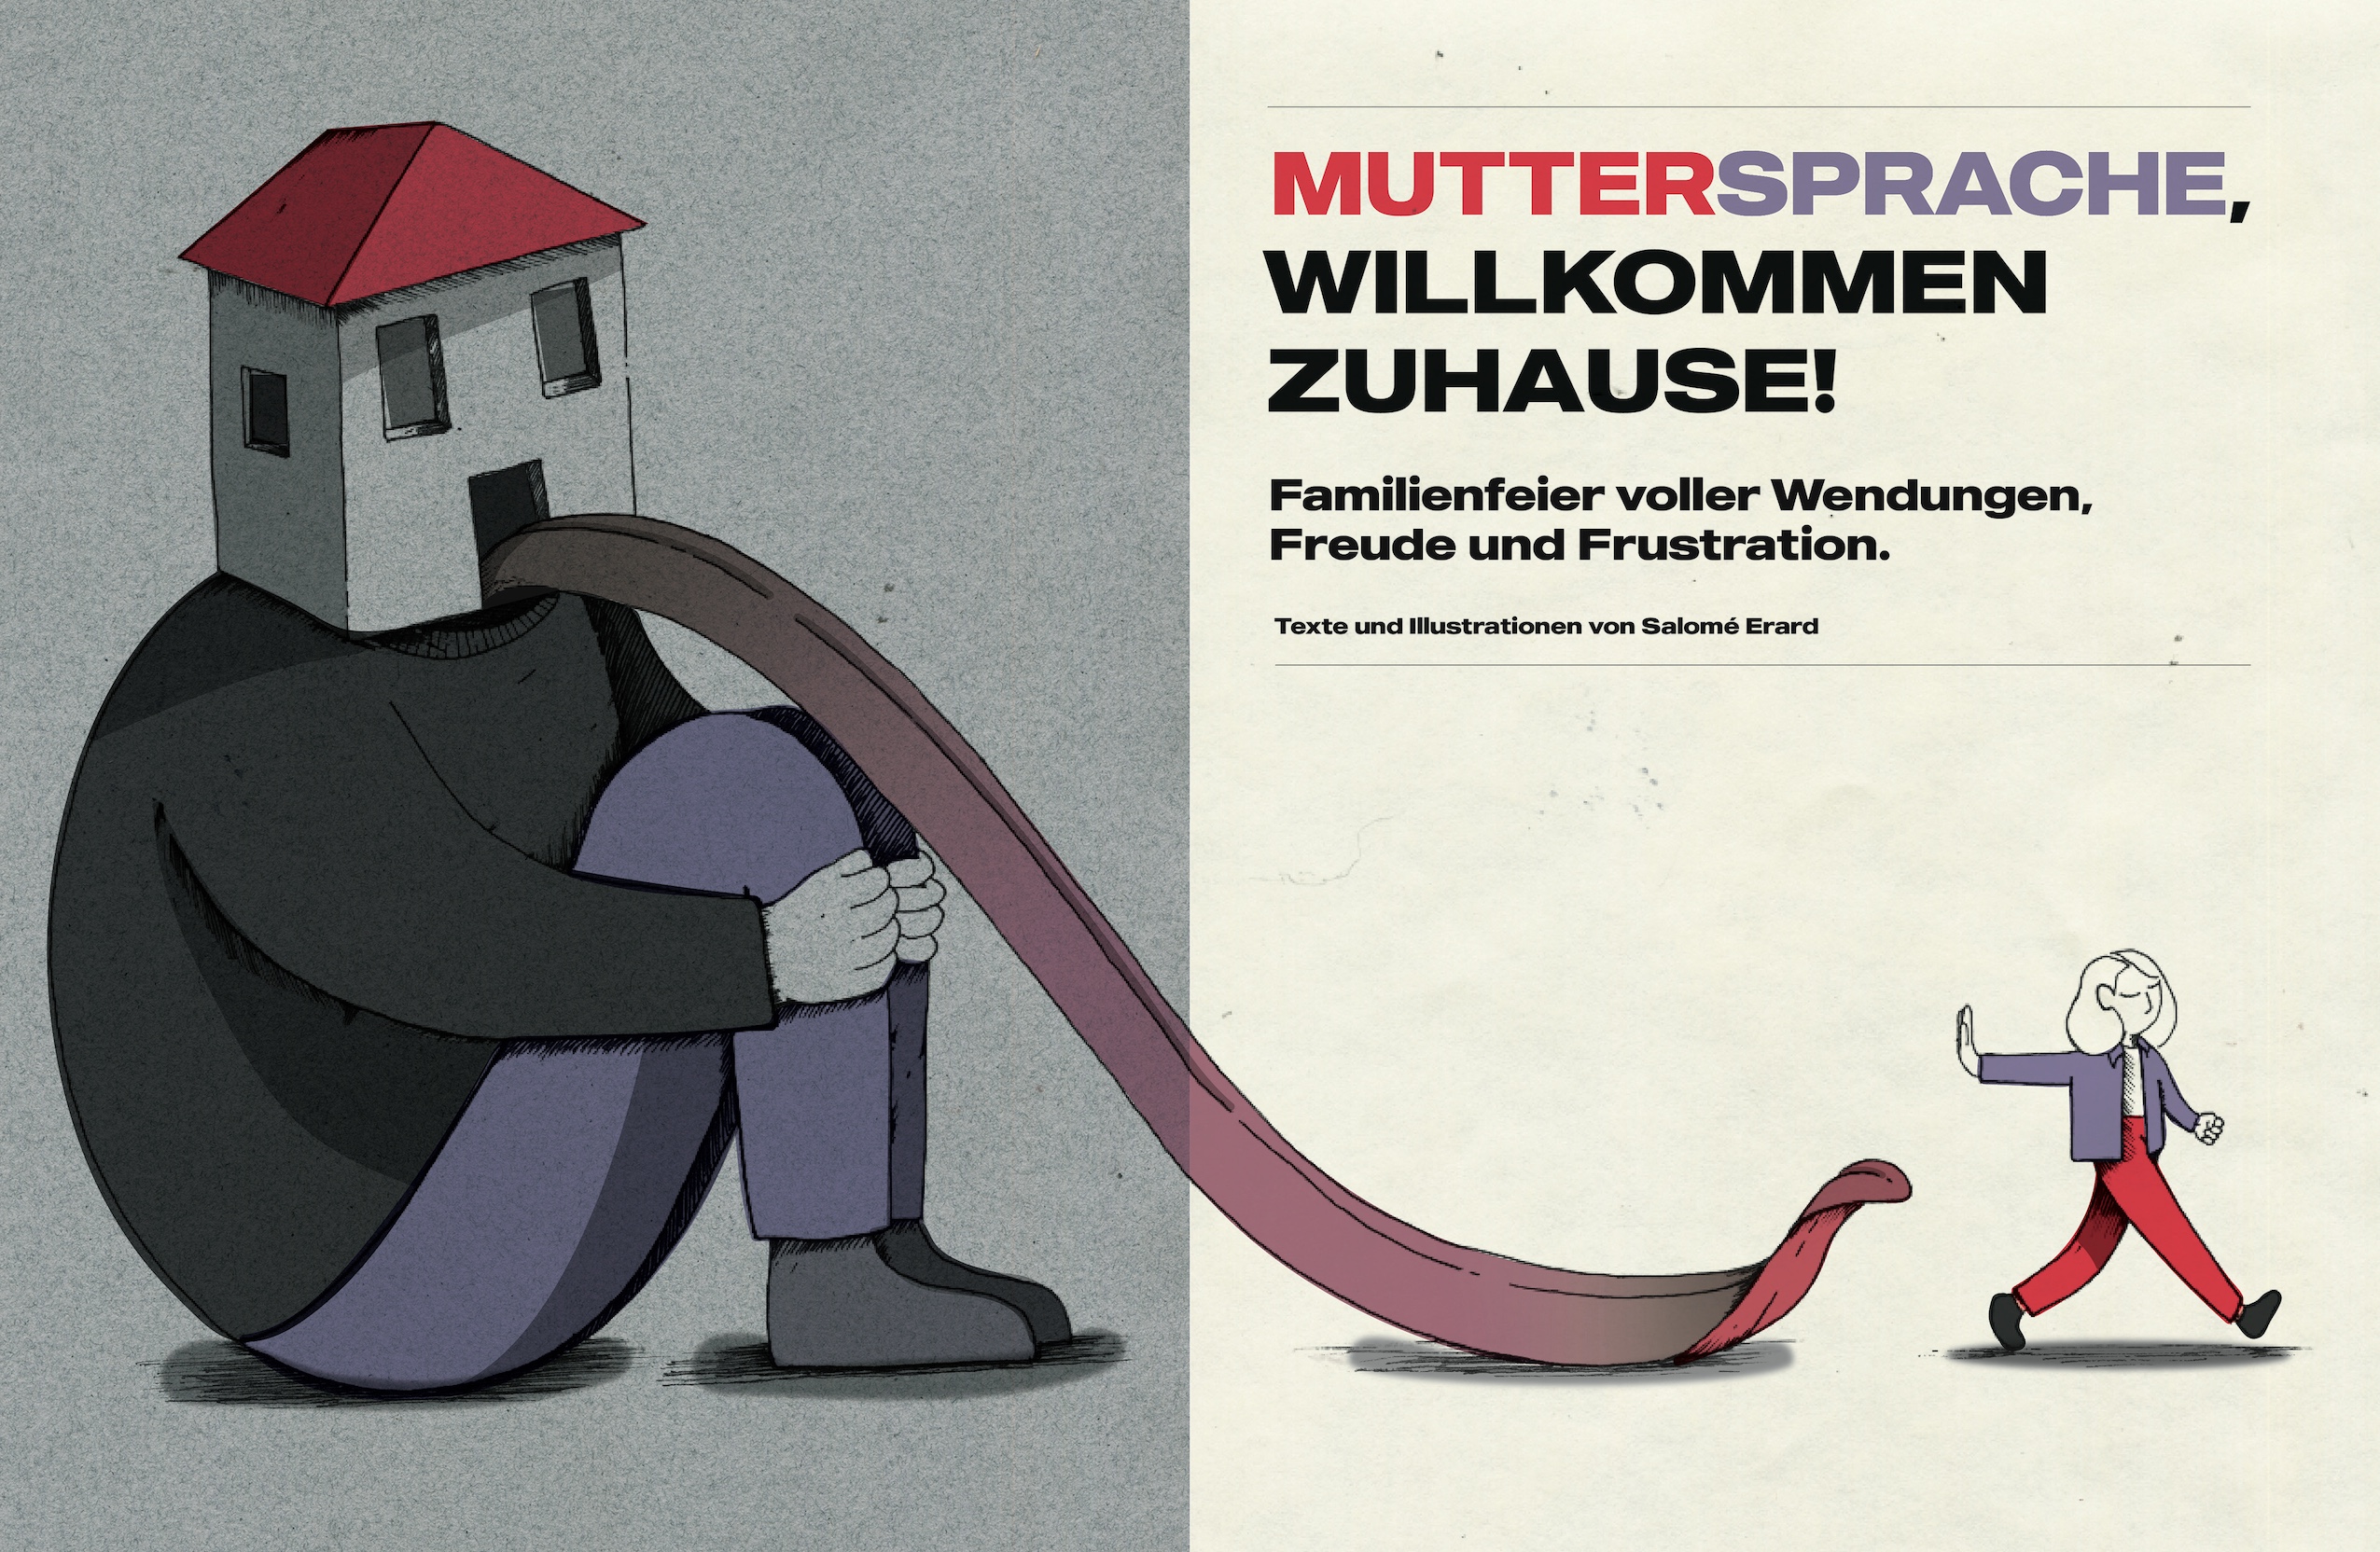 MUTTERSPRACHE,
WILLKOMMEN
ZUHAUSE!
Familienfeier voller Wendungen,
Freude und Frustration.
Texte und Illustrationen von Salomé Erard